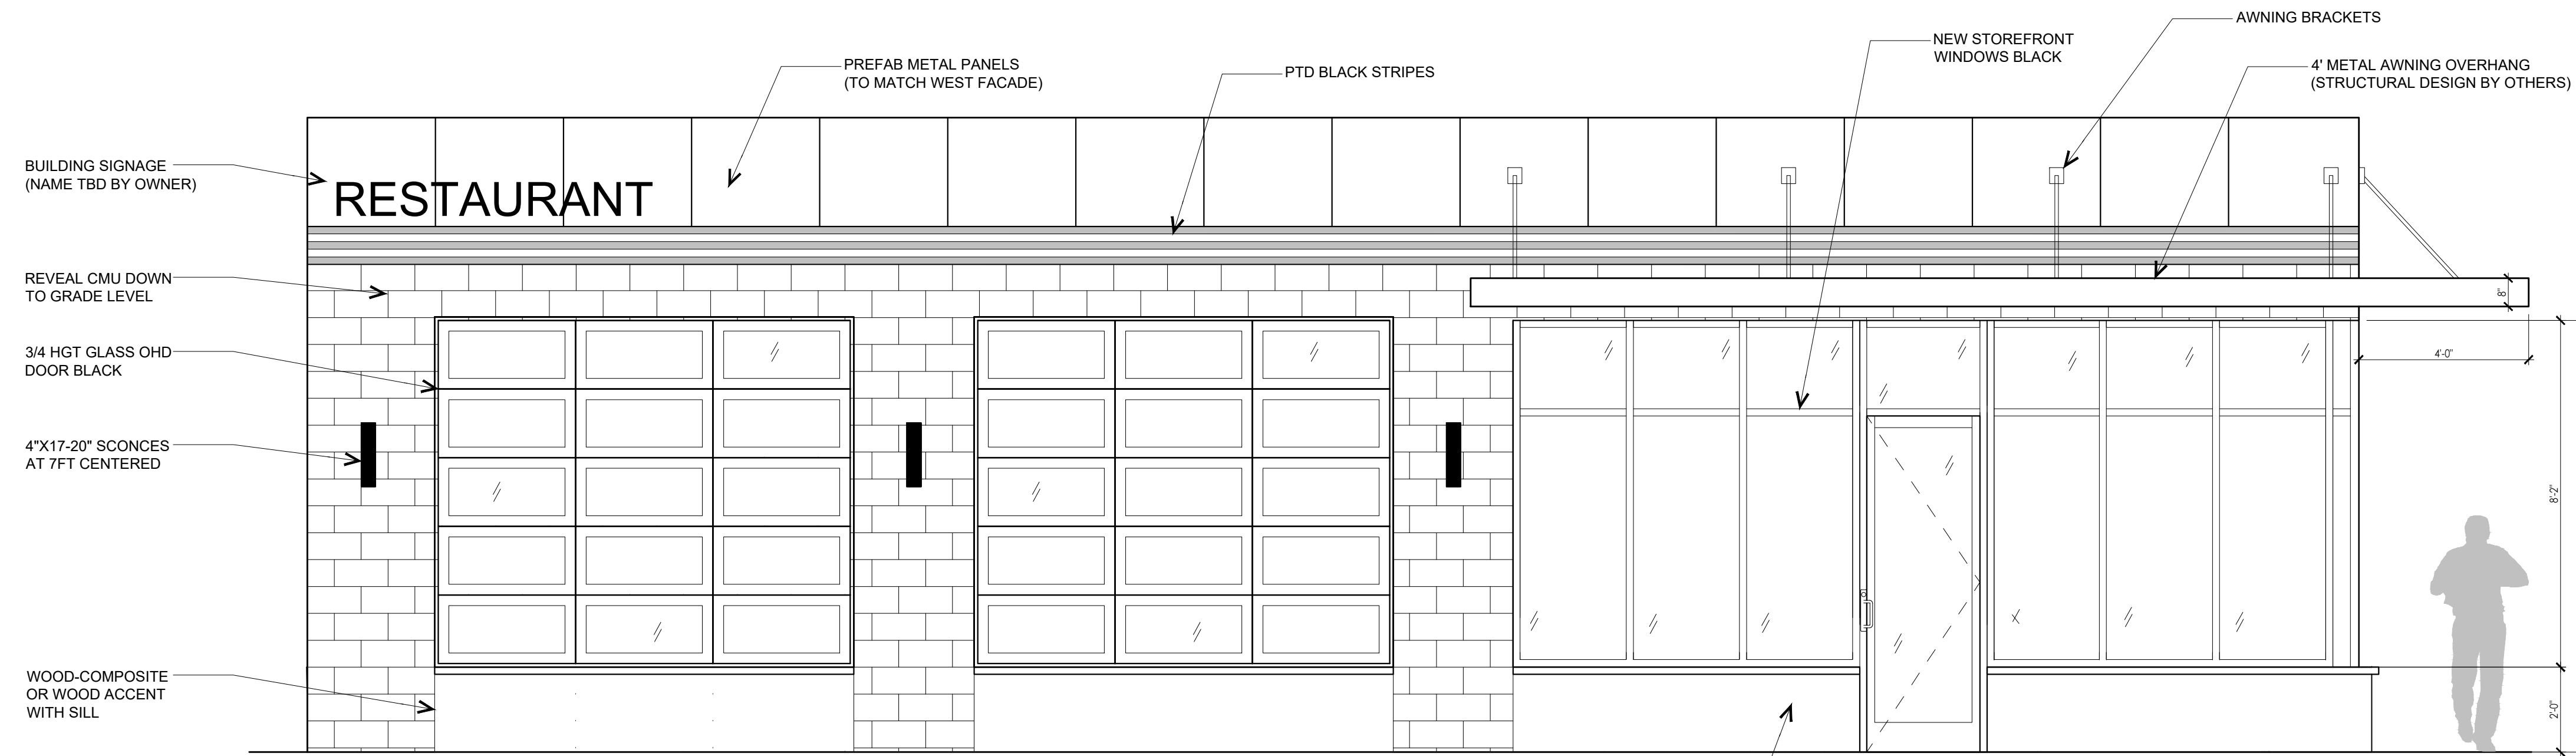 AWNING BRACKETS
NEW STOREFRONT
WINDOWS BLACK
PREFAB METAL PANELS
(TO MATCH WEST FACADE)
PTD BLACK STRIPES
4' METAL AWNING OVERHANG
(STRUCTURAL DESIGN BY OTHERS)
BUILDING SIGNAGE
(NAME TBD BY OWNER)
RESTAURANT
REVEAL CMU DOWN
TO GRADE LEVEL
8"
3/4 HGT GLASS OHD
DOOR BLACK
4'-0"
4"X17-20" SCONCES
AT 7FT CENTERED
8'-2"
WOOD-COMPOSITE
OR WOOD ACCENT
WITH SILL
2'-0"